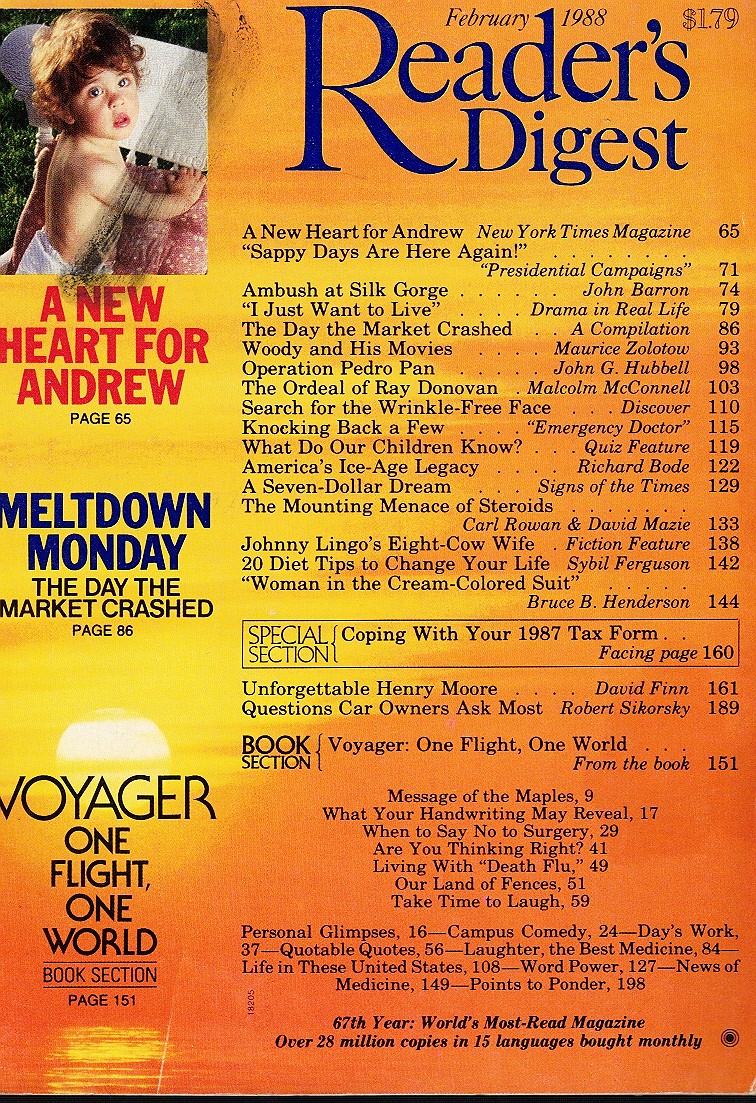 February 1988 $1.79
Reader's
Digest
A NEW
HEART FOR
ANDREW
PAGE 65
MELTDOWN
MONDAY
THE DAY THE
MARKET CRASHED
PAGE 86
VOYAGER
ONE
FLIGHT,
ONE
WORLD
BOOK SECTION
PAGE 151
A New Heart for Andrew New York Times Magazine 65
"Sappy Days Are Here Again!" . . . . . . . . .
"Presidential Campaigns" 71
Ambush at Silk Gorge . . . . . . John Barron 74
"I Just Want to Live" . . . . Drama in Real Life 79
The Day the Market Crashed . . A Compilation 86
Woody and His Movies . . . . Maurice Zolotow 93
Operation Pedro Pan . . . . . John G. Hubbell 98
The Ordeal of Ray Donovan . Malcolm McConnell 103
Search for the Wrinkle-Free Face . . . Discover 110
Knocking Back a Few . . . . "Emergency Doctor" 115
What Do Our Children Know? . . . Quiz Feature 119
America's Ice-Age Legacy . . . . . Richard Bode 122
A Seven-Dollar Dream . . . Signs of the Times 129
The Mounting Menace of Steroids . . . . . . .
Carl Rowan & David Mazie 133
Johnny Lingo's Eight-Cow Wife . Fiction Feature 138
20 Diet Tips to Change Your Life Sybil Ferguson 142
"Woman in the Cream-Colored Suit" . . . . .
Bruce B. Henderson 144
SPECIAL SECTION { Coping With Your 1987 Tax Form . .
Facing page 160
Unforgettable Henry Moore . . . . David Finn 161
Questions Car Owners Ask Most Robert Sikorsky 189
BOOK SECTION { Voyager: One Flight, One World . . .
From the book 151
Message of the Maples, 9
What Your Handwriting May Reveal, 17
When to Say No to Surgery, 29
Are You Thinking Right? 41
Living With "Death Flu," 49
Our Land of Fences, 51
Take Time to Laugh, 59
Personal Glimpses, 16—Campus Comedy, 24—Day's Work,
37—Quotable Quotes, 56—Laughter, the Best Medicine, 84—
Life in These United States, 108—Word Power, 127—News of
Medicine, 149—Points to Ponder, 198
18205
67th Year: World's Most-Read Magazine
Over 28 million copies in 15 languages bought monthly